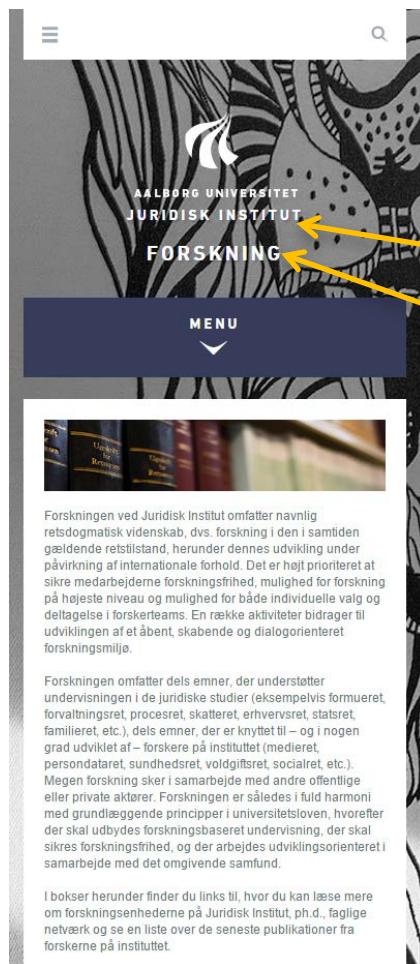 AALBORG UNIVERSITET
JURIDISK INSTITUT
FORSKNING
MENU
Ugeskrift
for
Retsvæsen
Forskningen ved Juridisk Institut omfatter navnlig
retsdogmatisk videnskab, dvs. forskning i den i samtiden
gældende retstilstand, herunder dennes udvikling under
påvirkning af internationale forhold. Det er højt prioriteret at
sikre medarbejderne forskningsfrihed, mulighed for forskning
på højeste niveau og mulighed for både individuelle valg og
deltagelse i forskerteams. En række aktiviteter bidrager til
udviklingen af et åbent, skabende og dialogorienteret
forskningsmiljø.
Forskningen omfatter dels emner, der understøtter
undervisningen i de juridiske studier (eksempelvis formueret,
forvaltningsret, procesret, skatteret, erhvervsret, statsret,
familieret, etc.), dels emner, der er knyttet til – og i nogen
grad udviklet af – forskere på instituttet (medieret,
persondataret, sundhedsret, voldgiftsret, socialret, etc.).
Megen forskning sker i samarbejde med andre offentlige
eller private aktører. Forskningen er således i fuld harmoni
med grundlæggende principper i universitetsloven, hvorefter
der skal udbydes forskningsbaseret undervisning, der skal
sikres forskningsfrihed, og der arbejdes udviklingsorienteret i
samarbejde med det omgivende samfund.
I bokser herunder finder du links til, hvor du kan læse mere
om forskningsenhederne på Juridisk Institut, ph.d., faglige
netværk og se en liste over de seneste publikationer fra
forskerne på instituttet.